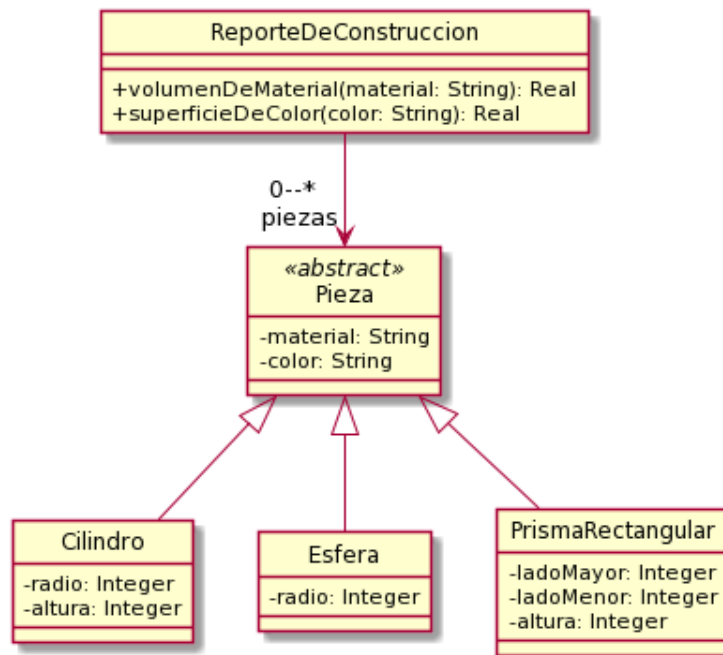 ReporteDeConstruccion
+volumenDeMaterial(material: String): Real
+superficieDeColor(color: String): Real
0--*
piezas
«abstract»
Pieza
-material: String
-color: String
Cilindro
-radio: Integer
-altura: Integer
Esfera
-radio: Integer
PrismaRectangular
-ladoMayor: Integer
-ladoMenor: Integer
-altura: Integer